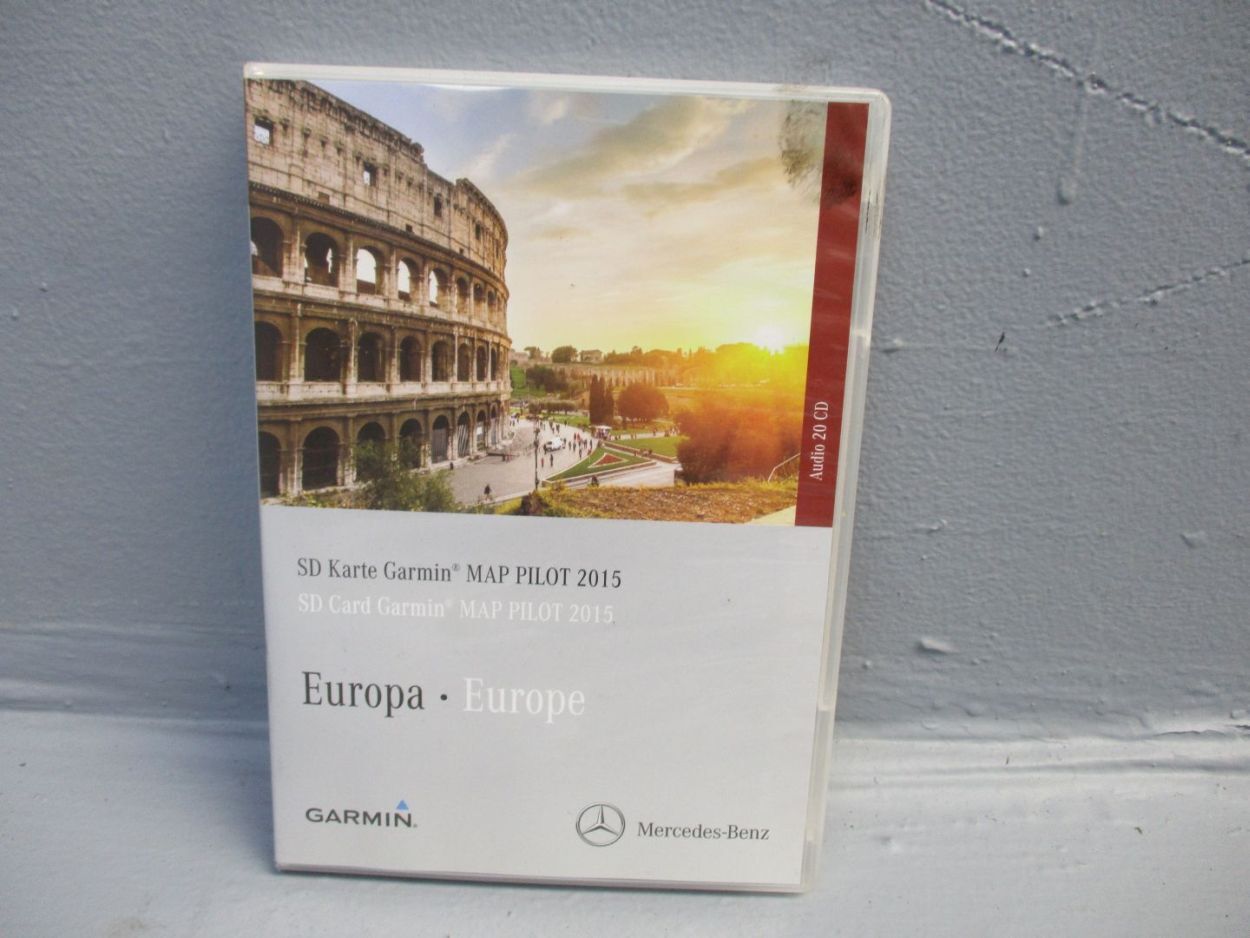 Audio 20 CD
SD Karte Garmin® MAP PILOT 2015
SD Card Garmin® MAP PILOT 2015
Europa · Europe
GARMIN.
Mercedes-Benz